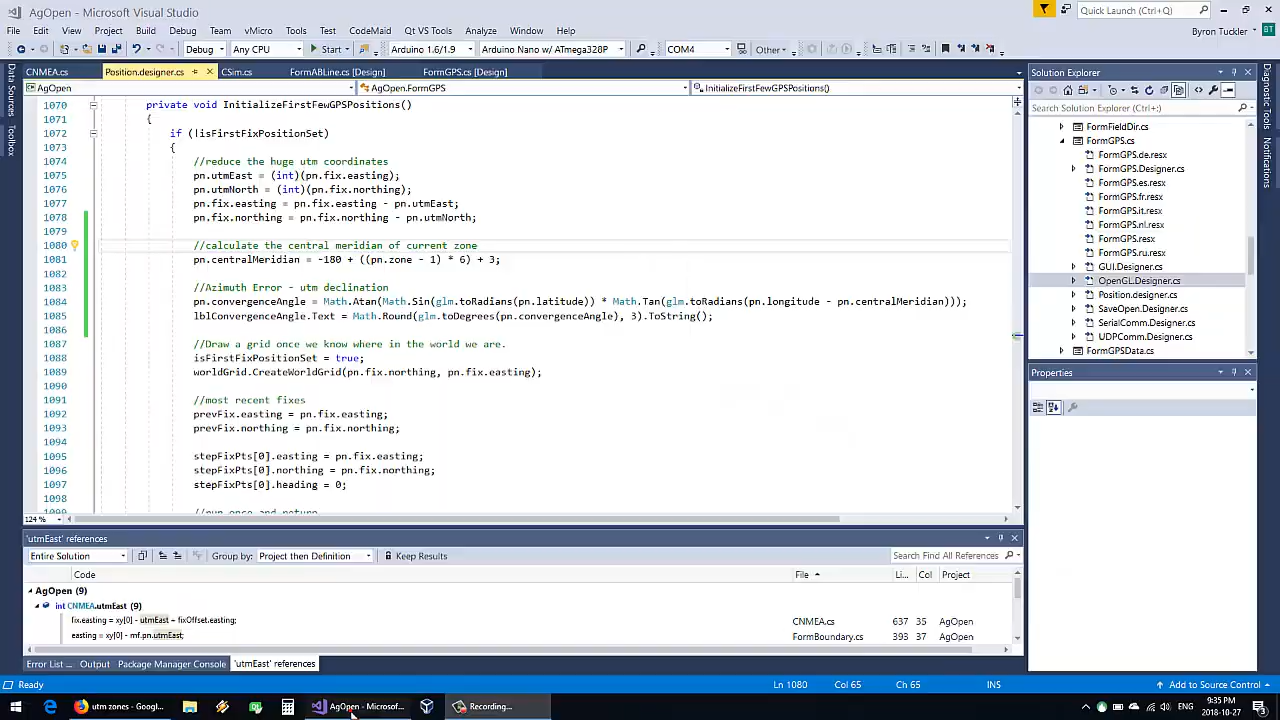 AgOpen - Microsoft Visual Studio
Quick Launch (Ctrl+Q)
File Edit View Project Build Debug Team vMicro Tools Test CodeMaid UWP Tools VS Tools Analyze Window Help
Byron Tuckler
BT
Debug Any CPU Start Arduino 1.6/1.9 Arduino Nano w/ ATmega328P COM4 Other
CNMEA.cs Position.designer.cs CSim.cs FormABLine.cs [Design] FormGPS.cs [Design]
AgOpen AgOpen.FormGPS InitializeFirstFewGPSPositions()
Data Sources
Toolbox
1070 private void InitializeFirstFewGPSPositions()
1071 {
1072 if (!isFirstFixPositionSet)
1073 {
1074 //reduce the huge utm coordinates
1075 pn.utmEast = (int)(pn.fix.easting);
1076 pn.utmNorth = (int)(pn.fix.northing);
1077 pn.fix.easting = pn.fix.easting - pn.utmEast;
1078 pn.fix.northing = pn.fix.northing - pn.utmNorth;
1079
1080 //calculate the central meridian of current zone
1081 pn.centralMeridian = -180 + ((pn.zone - 1) * 6) + 3;
1082
1083 //Azimuth Error - utm declination
1084 pn.convergenceAngle = Math.Atan(Math.Sin(glm.toRadians(pn.latitude)) * Math.Tan(glm.toRadians(pn.longitude - pn.centralMeridian)));
1085 lblConvergenceAngle.Text = Math.Round(glm.toDegrees(pn.convergenceAngle), 3).ToString();
1086
1087 //Draw a grid once we know where in the world we are.
1088 isFirstFixPositionSet = true;
1089 worldGrid.CreateWorldGrid(pn.fix.northing, pn.fix.easting);
1090
1091 //most recent fixes
1092 prevFix.easting = pn.fix.easting;
1093 prevFix.northing = pn.fix.northing;
1094
1095 stepFixPts[0].easting = pn.fix.easting;
1096 stepFixPts[0].northing = pn.fix.northing;
1097 stepFixPts[0].heading = 0;
1098
1099 //run once and return
124 %
Solution Explorer
Search Solution Explorer (Ctrl+;)
FormFieldDir.cs
FormGPS.cs
FormGPS.de.resx
FormGPS.Designer.cs
FormGPS.es.resx
FormGPS.fr.resx
FormGPS.it.resx
FormGPS.nl.resx
FormGPS.resx
FormGPS.ru.resx
GUI.Designer.cs
OpenGL.Designer.cs
Position.designer.cs
SaveOpen.Designer.cs
SerialComm.Designer.cs
UDPComm.Designer.cs
FormGPSData.cs
Properties
Diagnostic Tools
Notifications
'utmEast' references
Entire Solution Group by: Project then Definition Keep Results Search Find All References
Code File Li... Col Project
AgOpen (9)
int CNMEA.utmEast (9)
fix.easting = xy[0] - utmEast + fixOffset.easting; CNMEA.cs 637 35 AgOpen
easting = xy[0] - mf.pn.utmEast; FormBoundary.cs 393 37 AgOpen
Error List ... Output Package Manager Console 'utmEast' references
Ready Ln 1080 Col 65 Ch 65 INS Add to Source Control
utm zones - Googl... AgOpen - Microsof... Recording...
9:35 PM
2018-10-27